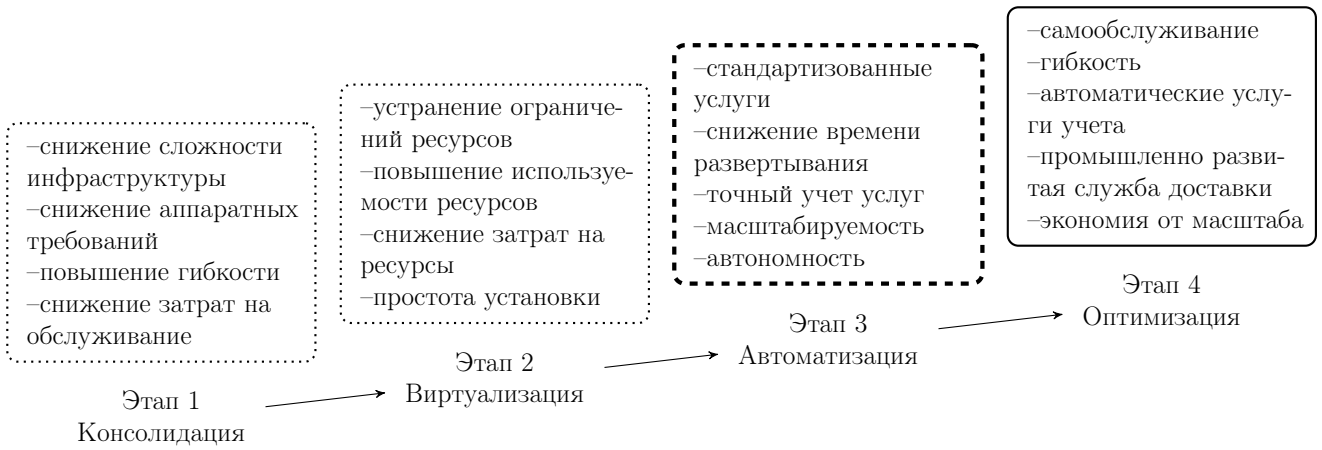 –снижение сложности
инфраструктуры
–снижение аппаратных
требований
–повышение гибкости
–снижение затрат на
обслуживание
Этап 1
Консолидация
–устранение ограниче-
ний ресурсов
–повышение используе-
мости ресурсов
–снижение затрат на
ресурсы
–простота установки
Этап 2
Виртуализация
–стандартизованные
услуги
–снижение времени
развертывания
–точный учет услуг
–масштабируемость
–автономность
Этап 3
Автоматизация
–самообслуживание
–гибкость
–автоматические услу-
ги учета
–промышленно разви-
тая служба доставки
–экономия от масштаба
Этап 4
Оптимизация